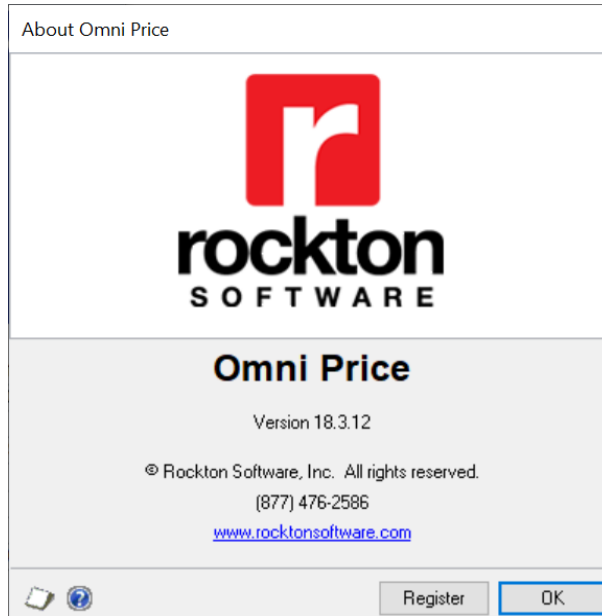 About Omni Price
r
rockton
SOFTWARE
Omni Price
Version 18.3.12
© Rockton Software, Inc. All rights reserved.
(877) 476-2586
www.rocktonsoftware.com
Register OK